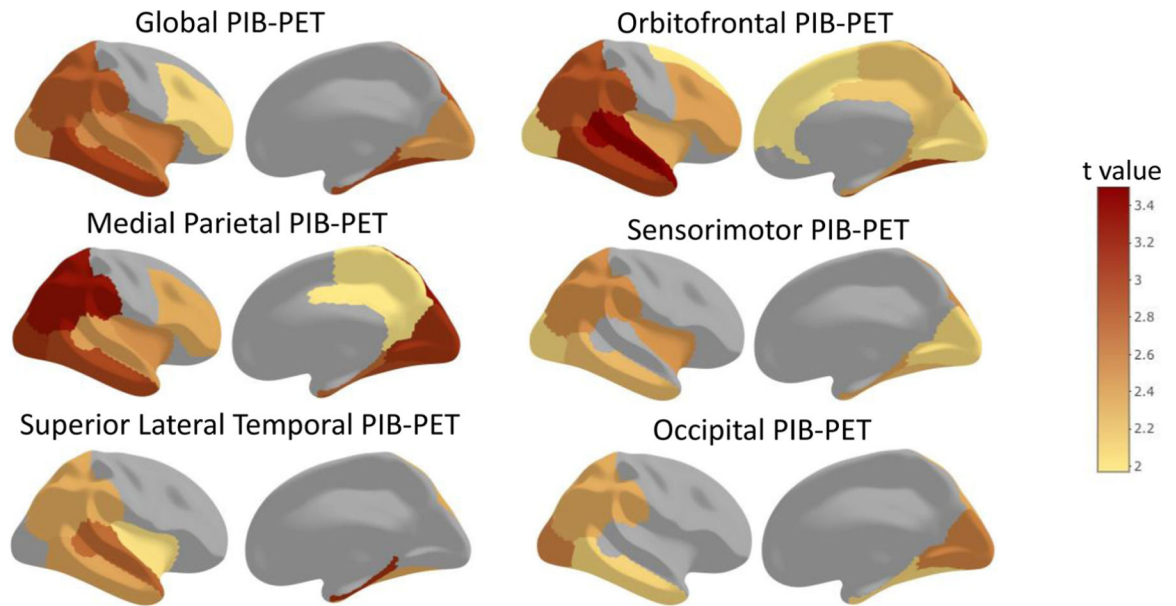 Global PIB-PET
Orbitofrontal PIB-PET
Medial Parietal PIB-PET
Sensorimotor PIB-PET
Superior Lateral Temporal PIB-PET
Occipital PIB-PET
t value
3.4
3.2
3
2.8
2.6
2.4
2.2
2